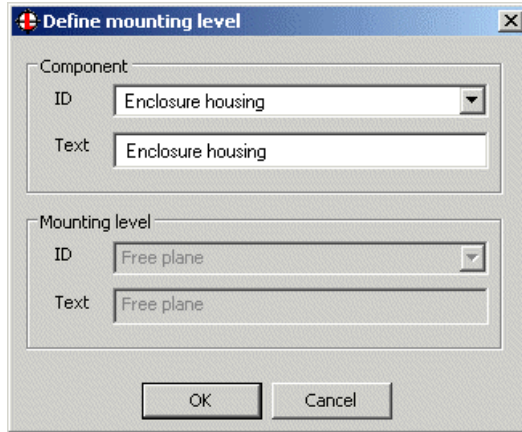 Define mounting level
Component
ID Enclosure housing
Text Enclosure housing
Mounting level
ID Free plane
Text Free plane
OK Cancel